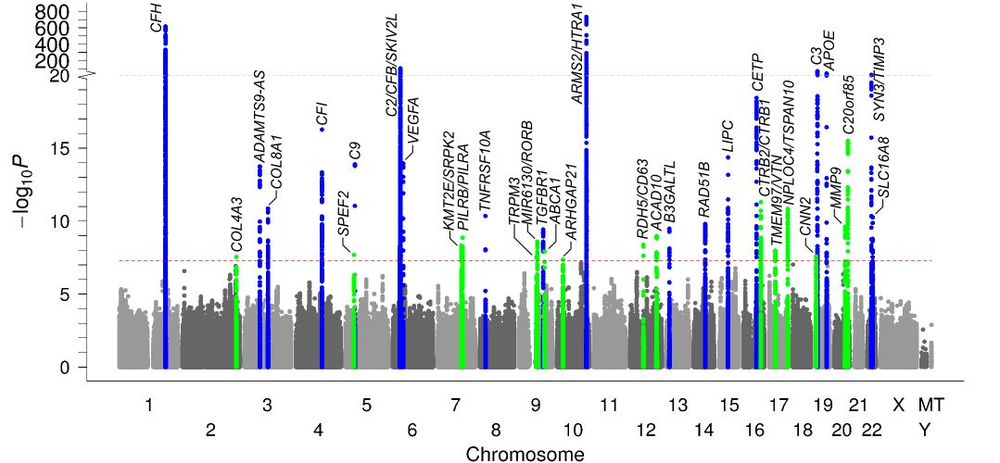 800
600
400
200
20
15
10
5
0
−log10P
CFH
COL4A3
ADAMTS9-AS
COL8A1
CFI
SPEF2
C9
C2/CFB/SKIV2L
VEGFA
KMT2E/SRPK2
PILRB/PILRA
TNFRSF10A
TRPM3
MIR6130/RORB
TGFBR1
ABCA1
ARHGAP21
ARMS2/HTRA1
RDH5/CD63
ACAD10
B3GALTL
RAD51B
LIPC
CETP
CTRB2/CTRB1
TMEM97/VTN
NPLOC4/TSPAN10
CNN2
C3
APOE
MMP9
C20orf85
SYN3/TIMP3
SLC16A8
1 3 5 7 9 11 13 15 17 19 21 X MT
2 4 6 8 10 12 14 16 18 20 22 Y
Chromosome